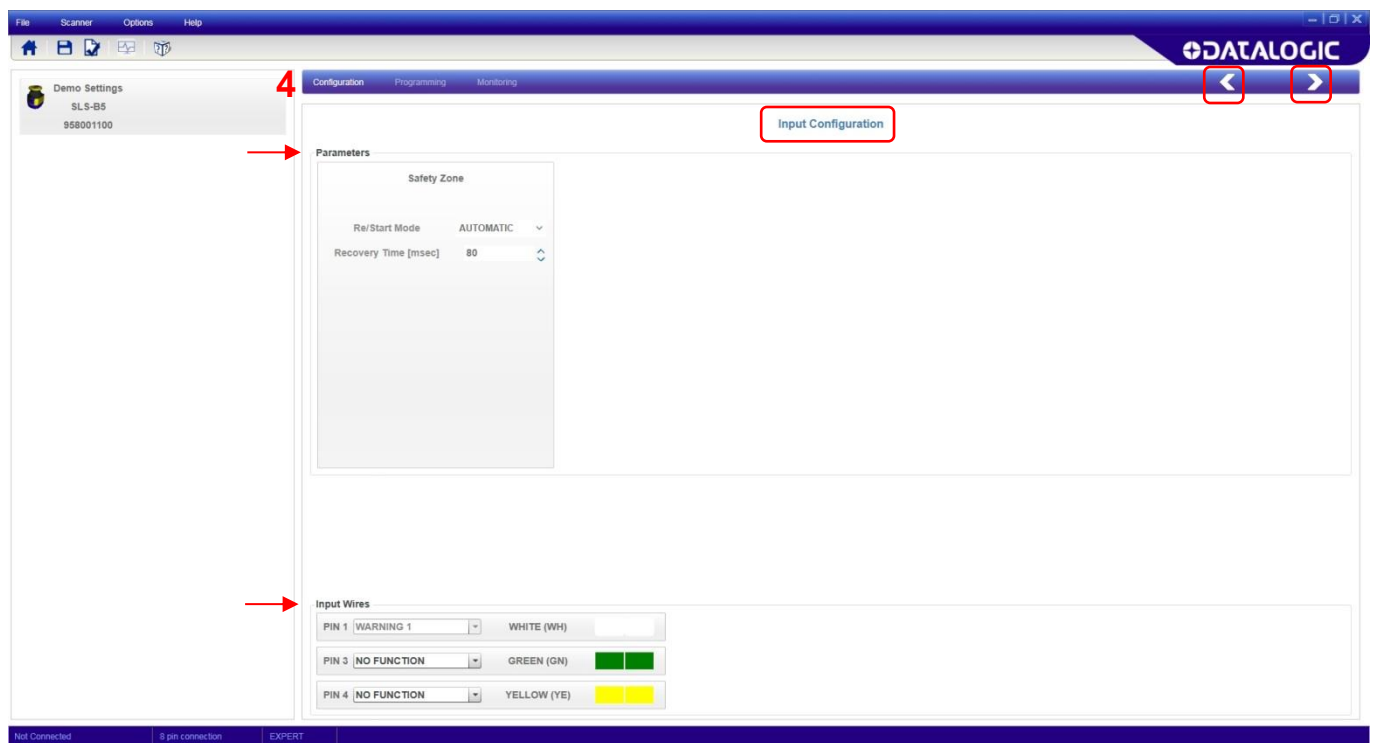 File Scanner Options Help
DATALOGIC
Demo Settings
SLS-B5
958001100
4
Configuration Programming Monitoring
Input Configuration
Parameters
Safety Zone
Re/Start Mode AUTOMATIC
Recovery Time [msec] 80
Input Wires
PIN 1 WARNING 1 WHITE (WH)
PIN 3 NO FUNCTION GREEN (GN)
PIN 4 NO FUNCTION YELLOW (YE)
Not Connected 8 pin connection EXPERT